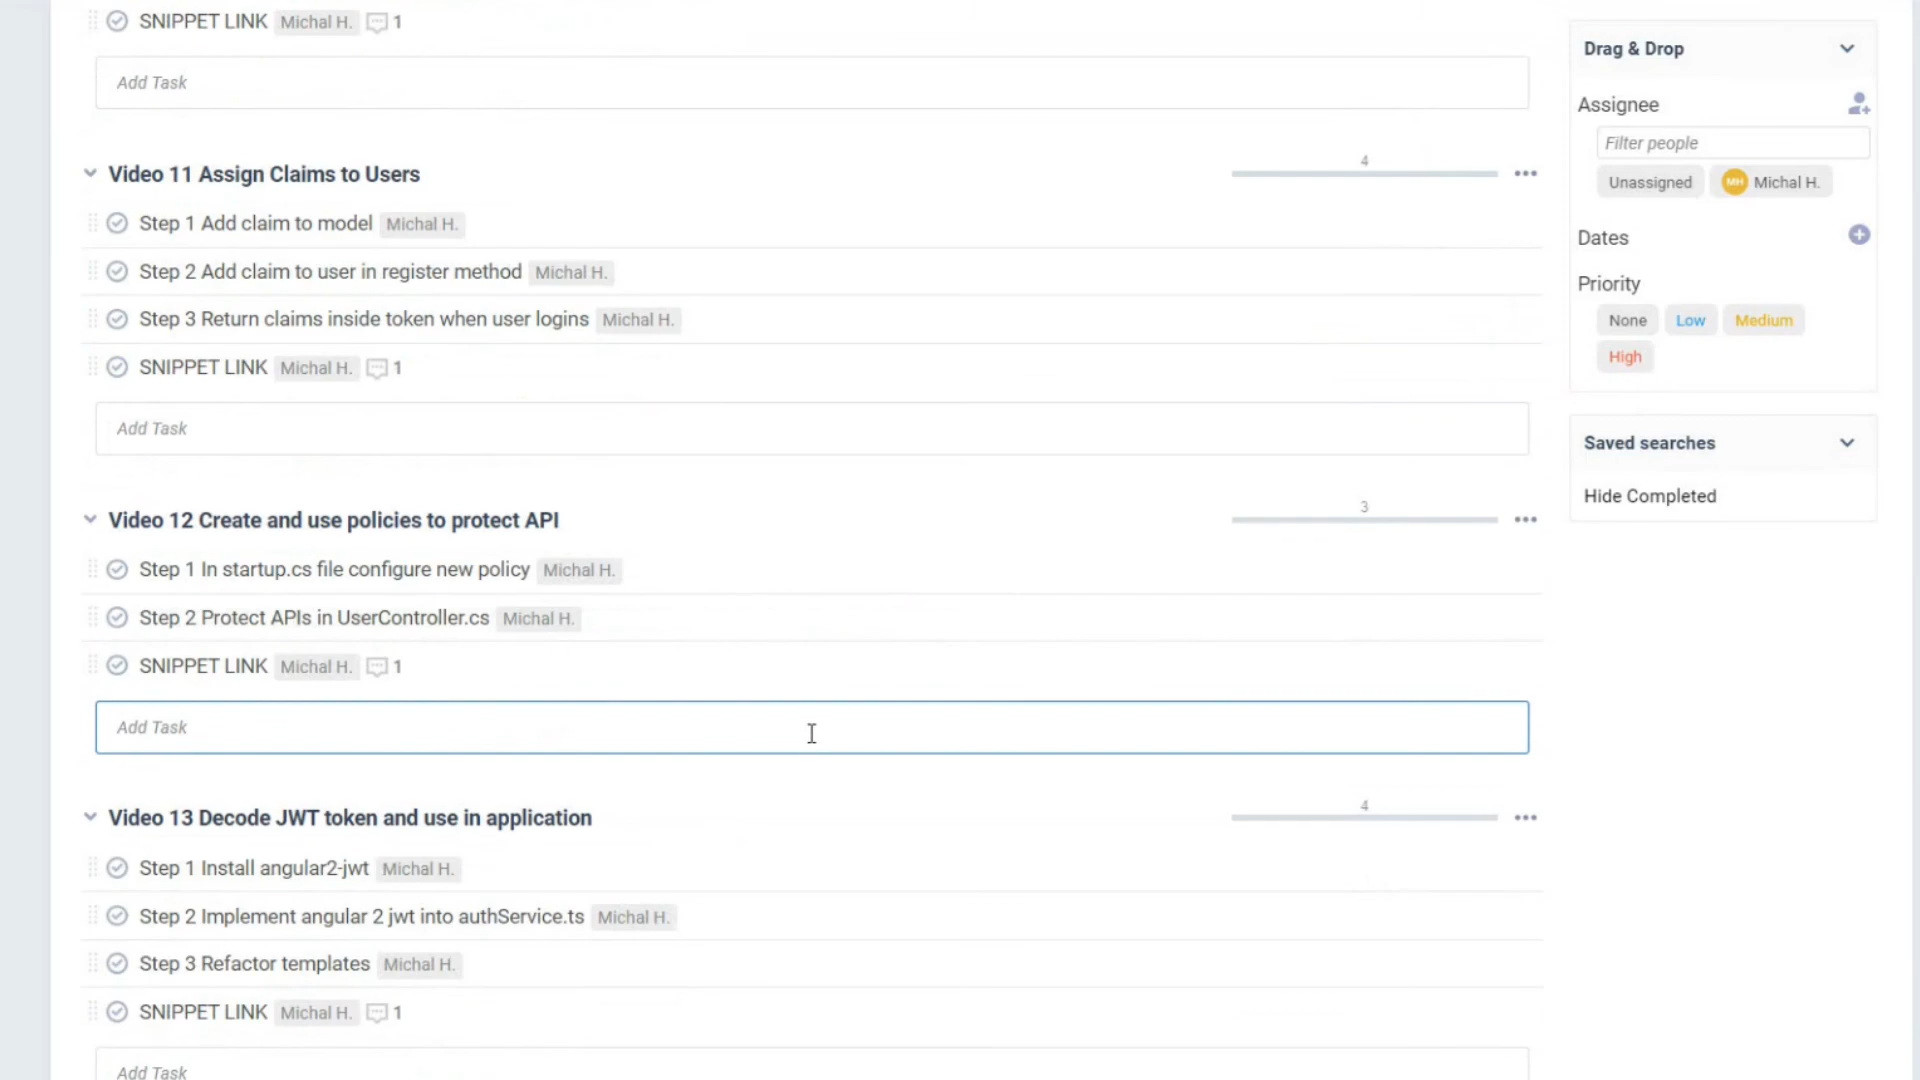 SNIPPET LINK Michal H. 1
Add Task
Video 11 Assign Claims to Users 4
Step 1 Add claim to model Michal H.
Step 2 Add claim to user in register method Michal H.
Step 3 Return claims inside token when user logins Michal H.
SNIPPET LINK Michal H. 1
Add Task
Video 12 Create and use policies to protect API 3
Step 1 In startup.cs file configure new policy Michal H.
Step 2 Protect APIs in UserController.cs Michal H.
SNIPPET LINK Michal H. 1
Add Task
Video 13 Decode JWT token and use in application 4
Step 1 Install angular2-jwt Michal H.
Step 2 Implement angular 2 jwt into authService.ts Michal H.
Step 3 Refactor templates Michal H.
SNIPPET LINK Michal H. 1
Add Task
Drag & Drop
Assignee
Filter people
Unassigned MH Michal H.
Dates
Priority
None Low Medium
High
Saved searches
Hide Completed